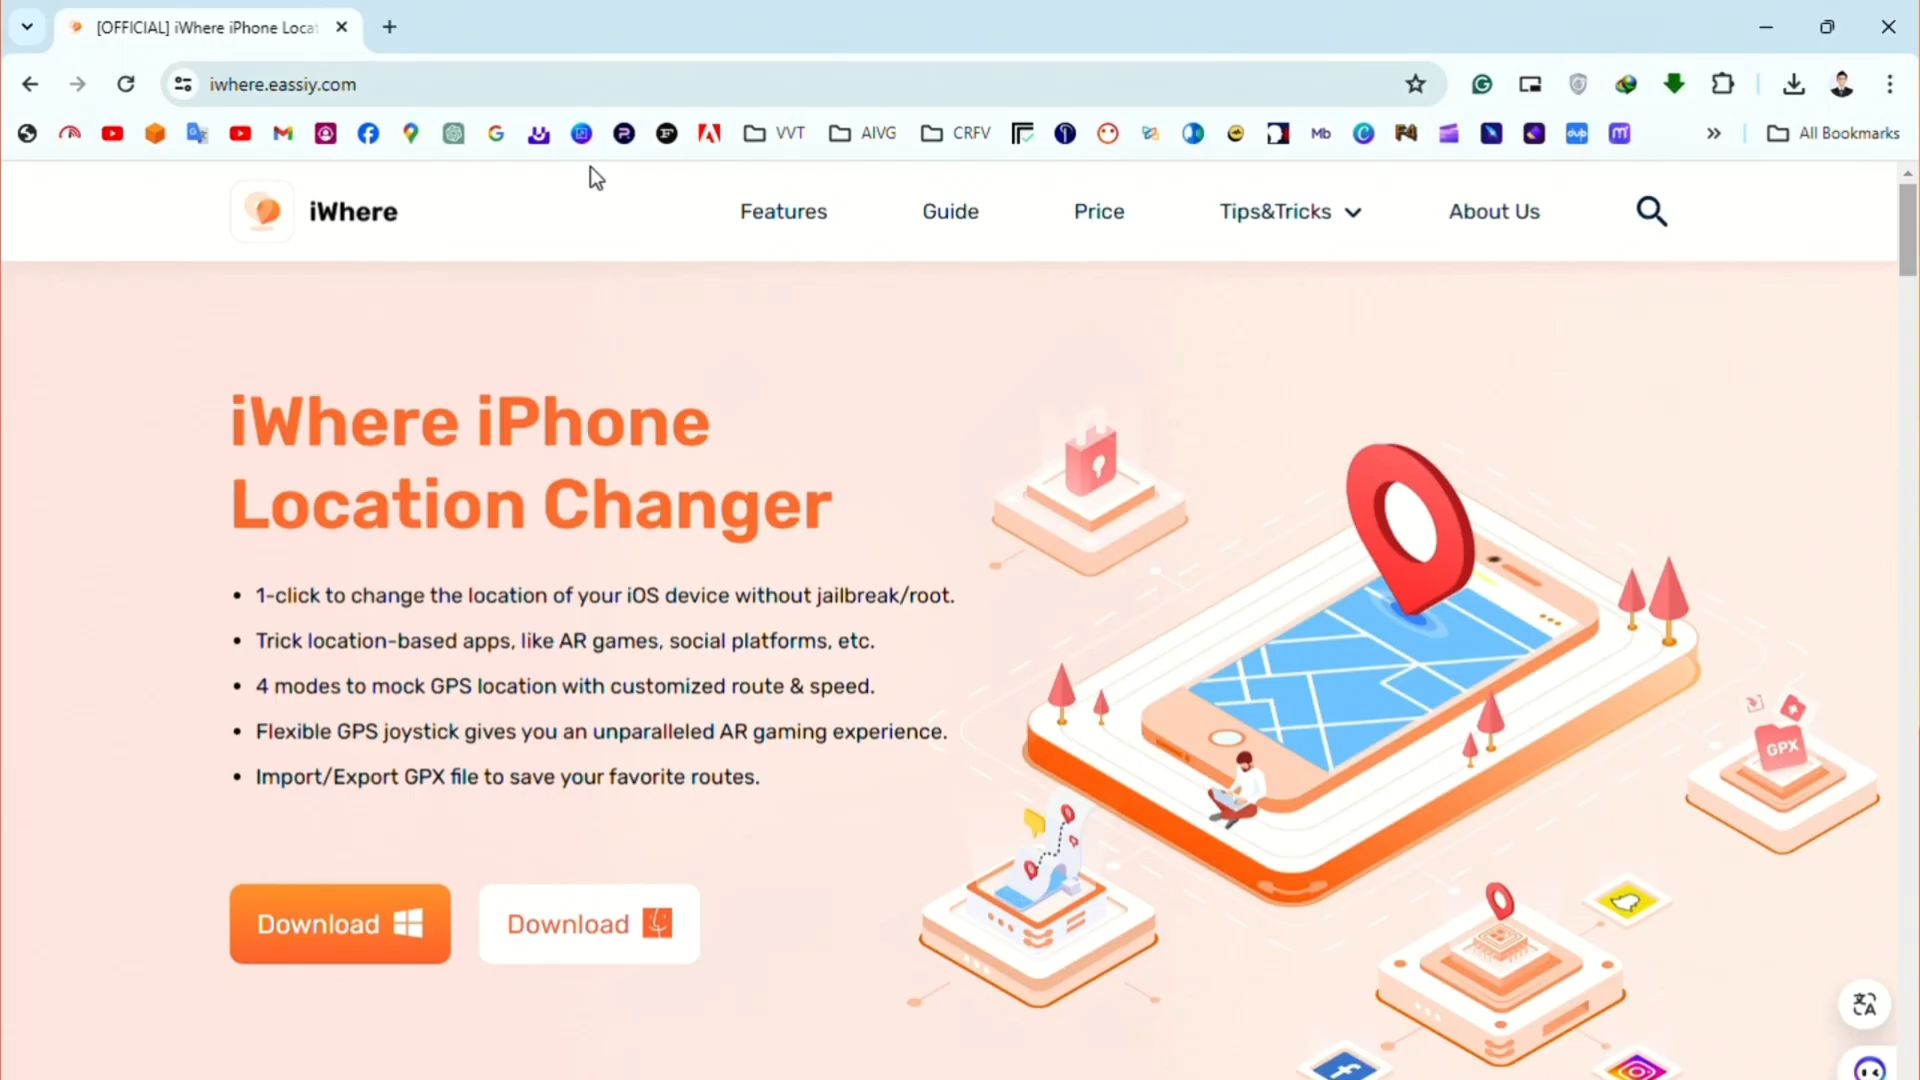 [OFFICIAL] iWhere iPhone Locat
iwhere.eassiy.com
VVT
AIVG
CRFV
Mb
dub
All Bookmarks
iWhere
Features
Guide
Price
Tips&Tricks
About Us
iWhere iPhone
Location Changer
• 1-click to change the location of your iOS device without jailbreak/root.
• Trick location-based apps, like AR games, social platforms, etc.
• 4 modes to mock GPS location with customized route & speed.
• Flexible GPS joystick gives you an unparalleled AR gaming experience.
• Import/Export GPX file to save your favorite routes.
GPX
Download
Download